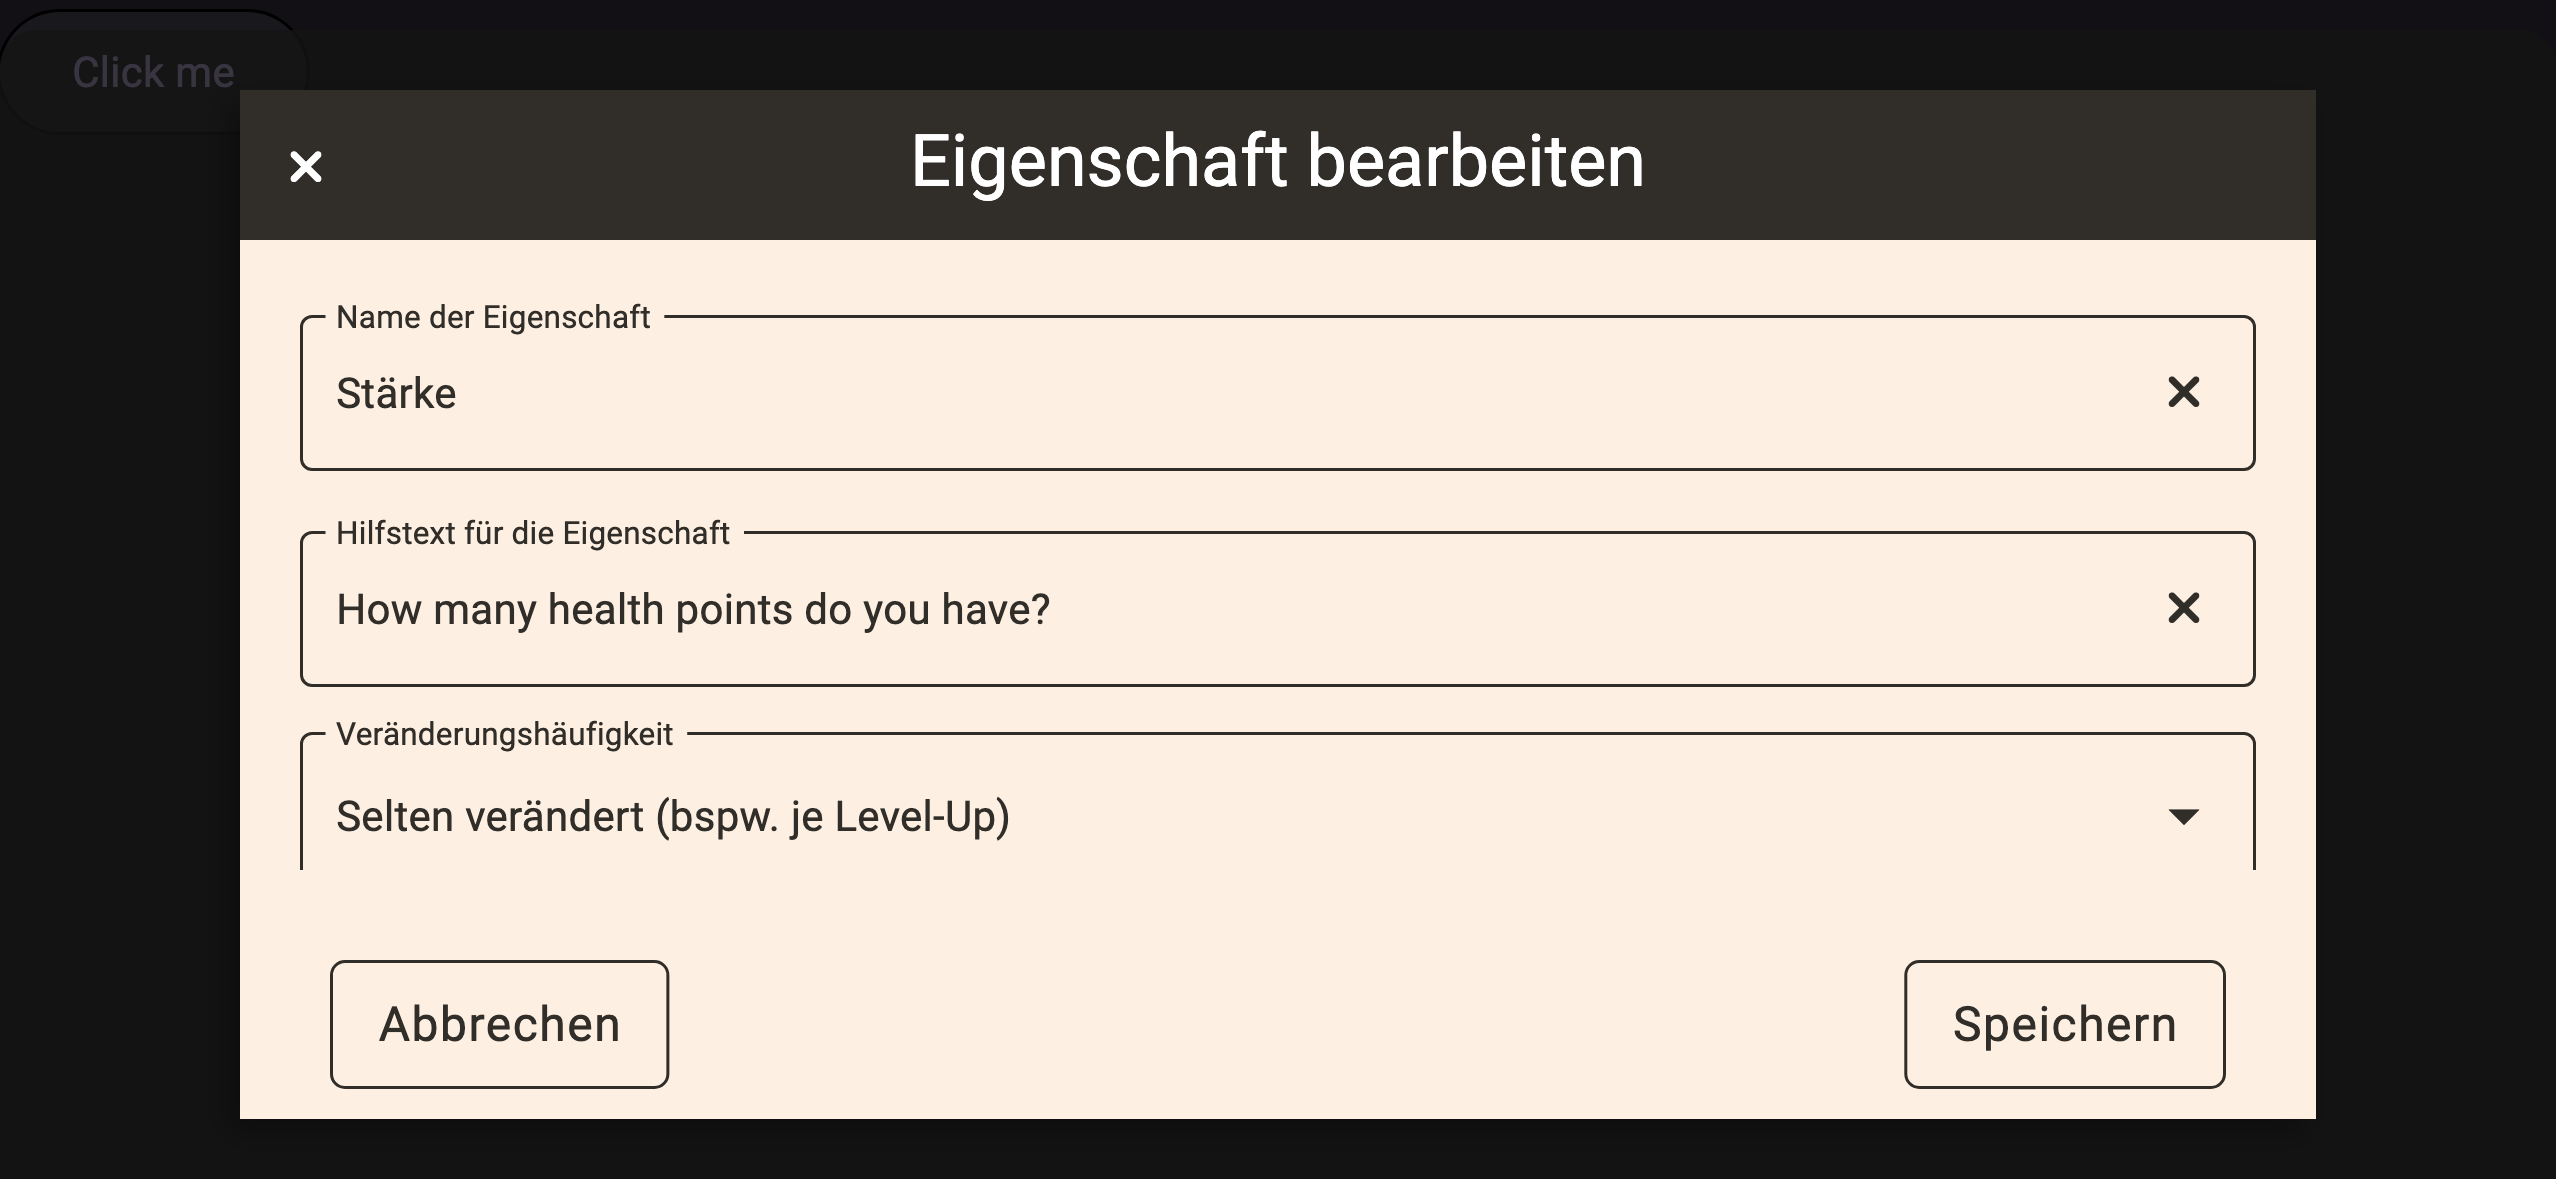 Click me
Eigenschaft bearbeiten
Name der Eigenschaft
Stärke
Hilfstext für die Eigenschaft
How many health points do you have?
Veränderungshäufigkeit
Selten verändert (bspw. je Level-Up)
Abbrechen
Speichern